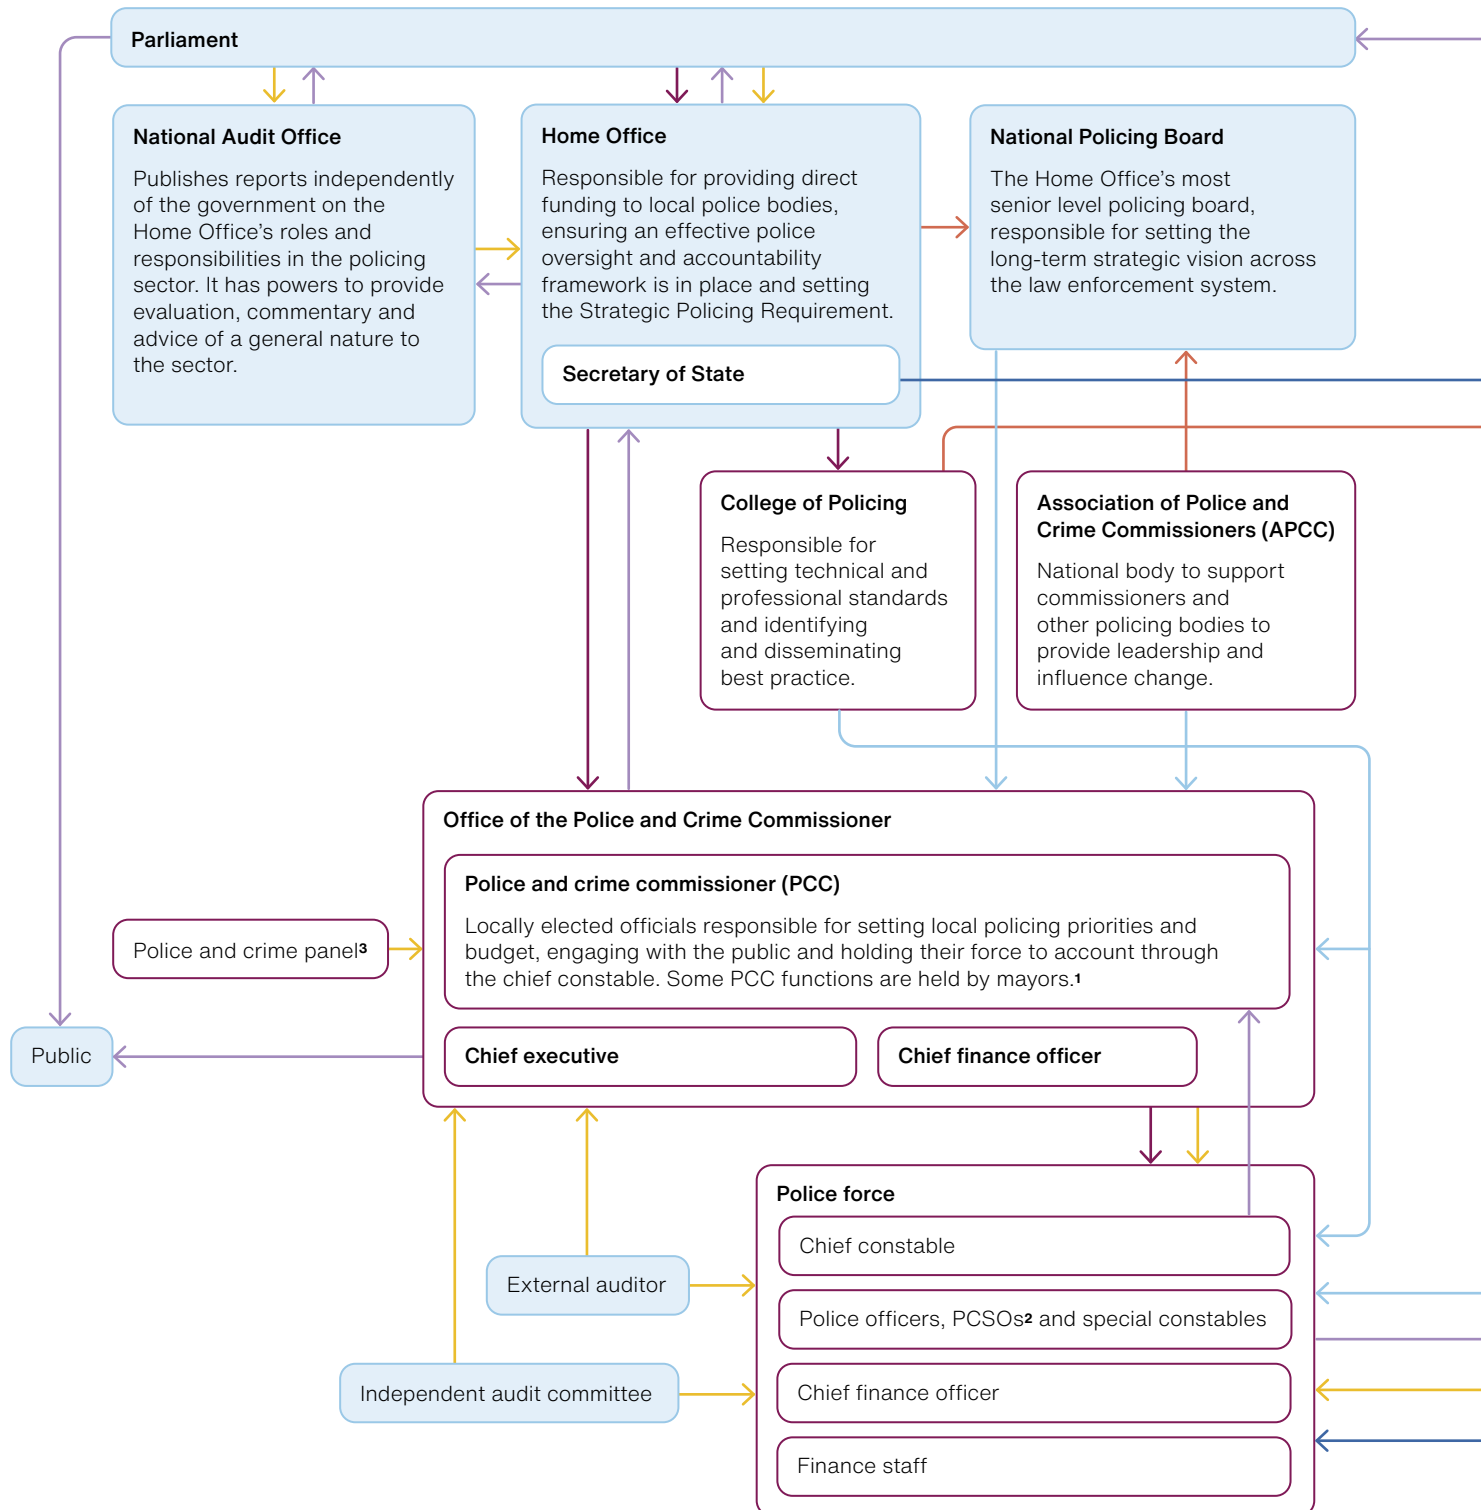 Parliament
National Audit Office
Publishes reports independently
of the government on the
Home Office's roles and
responsibilities in the policing
sector. It has powers to provide
evaluation, commentary and
advice of a general nature to
the sector.
Home Office
Responsible for providing direct
funding to local police bodies,
ensuring an effective police
oversight and accountability
framework is in place and setting
the Strategic Policing Requirement.
Secretary of State
National Policing Board
The Home Office's most
senior level policing board,
responsible for setting the
long-term strategic vision across
the law enforcement system.
College of Policing
Responsible for
setting technical and
professional standards
and identifying
and disseminating
best practice.
Association of Police and
Crime Commissioners (APCC)
National body to support
commissioners and
other policing bodies to
provide leadership and
influence change.
Office of the Police and Crime Commissioner
Police and crime commissioner (PCC)
Locally elected officials responsible for setting local policing priorities and
budget, engaging with the public and holding their force to account through
the chief constable. Some PCC functions are held by mayors.1
Police and crime panel3
Public
Chief executive
Chief finance officer
Police force
Chief constable
External auditor
Police officers, PCSOs2 and special constables
Independent audit committee
Chief finance officer
Finance staff